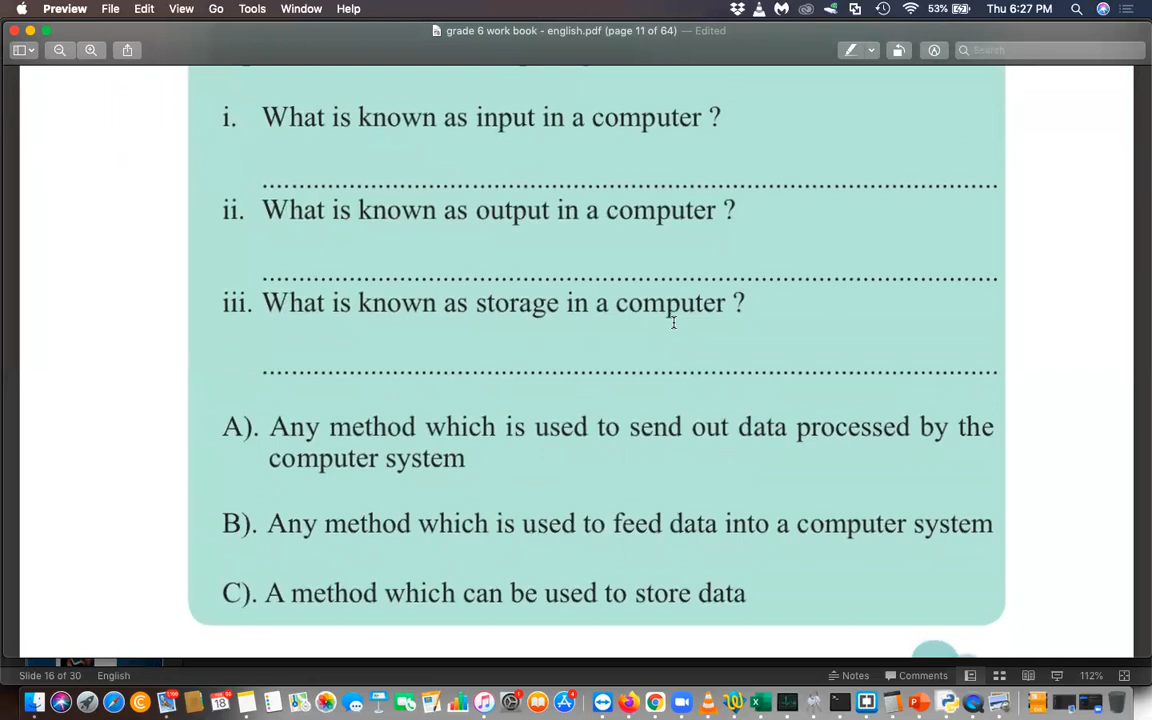 Preview File Edit View Go Tools Window Help 53% Thu 6:27 PM
grade 6 work book - english.pdf (page 11 of 64) — Edited
Search
i. What is known as input in a computer ?
................................................................................
ii. What is known as output in a computer ?
................................................................................
iii. What is known as storage in a computer ?
................................................................................
A). Any method which is used to send out data processed by the
computer system
B). Any method which is used to feed data into a computer system
C). A method which can be used to store data
Slide 16 of 30 English Notes Comments 112%